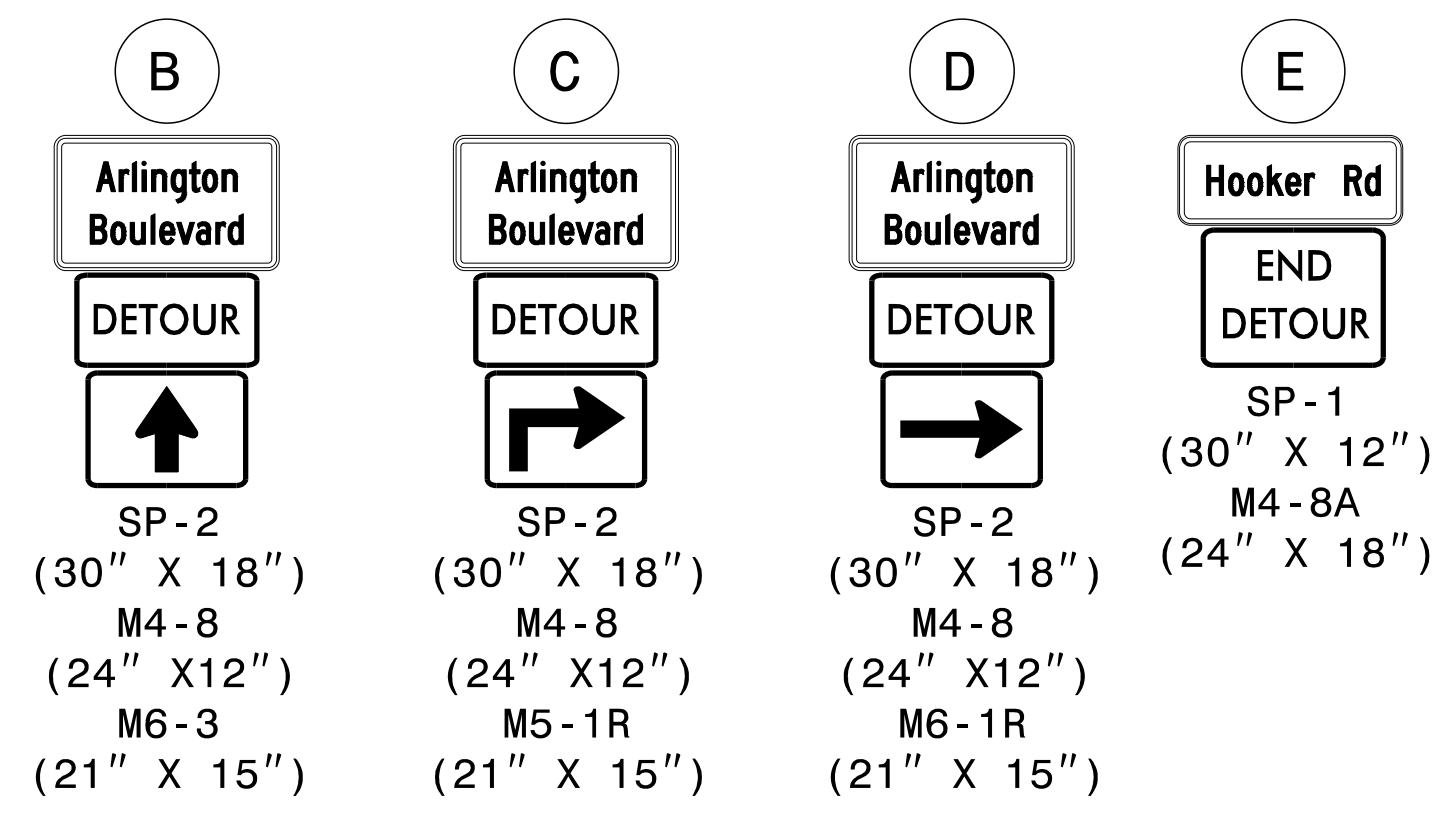 B
Arlington
Boulevard
DETOUR
SP-2
(30" X 18")
M4-8
(24" X12")
M6-3
(21" X 15")
C
Arlington
Boulevard
DETOUR
SP-2
(30" X 18")
M4-8
(24" X12")
M5-1R
(21" X 15")
D
Arlington
Boulevard
DETOUR
SP-2
(30" X 18")
M4-8
(24" X12")
M6-1R
(21" X 15")
E
Hooker Rd
END
DETOUR
SP-1
(30" X 12")
M4-8A
(24" X 18")